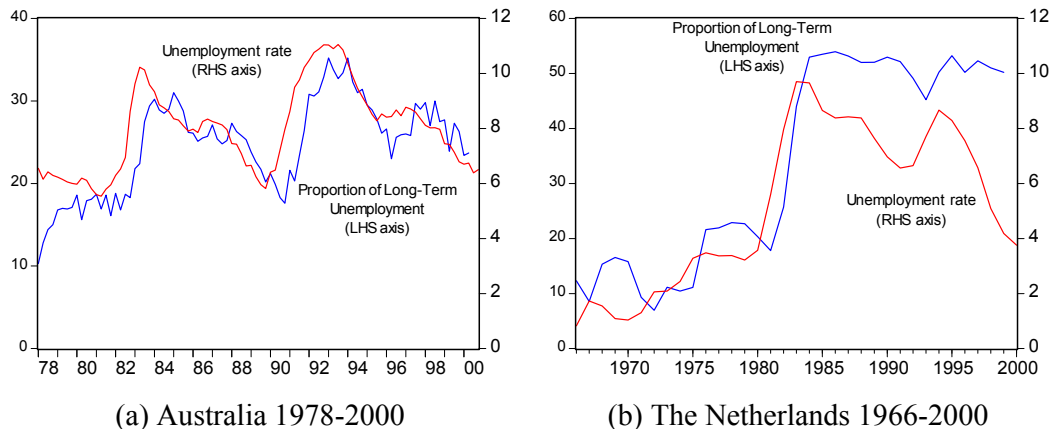 40
30
20
10
0
12
10
8
6
4
2
0
Unemployment rate
(RHS axis)
Proportion of Long-Term
Unemployment
(LHS axis)
78 80 82 84 86 88 90 92 94 96 98 00
(a) Australia 1978-2000
60
50
40
30
20
10
0
12
10
8
6
4
2
0
Proportion of Long-Term
Unemployment
(LHS axis)
Unemployment rate
(RHS axis)
1970 1975 1980 1985 1990 1995 2000
(b) The Netherlands 1966-2000